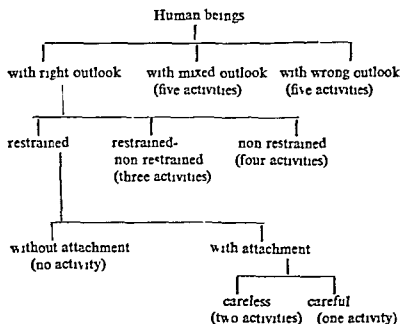 Human beings
with right outlook with mixed outlook with wrong outlook
(five activities) (five activities)
restrained restrained- non restrained
non restrained (four activities)
(three activities)
without attachment with attachment
(no activity)
careless careful
(two activities) (one activity)